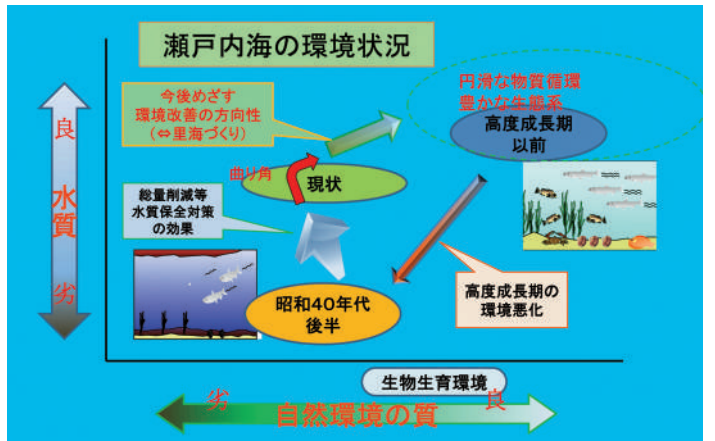 瀬戸内海の環境状況
円滑な物質循環
豊かな生態系
高度成長期
以前
今後めざす
環境改善の方向性
(⇔里海づくり)
曲り角
現状
総量削減等
水質保全対策
の効果
良
水質
劣
昭和40年代
後半
高度成長期の
環境悪化
生物生育環境
劣
自然環境の質
良